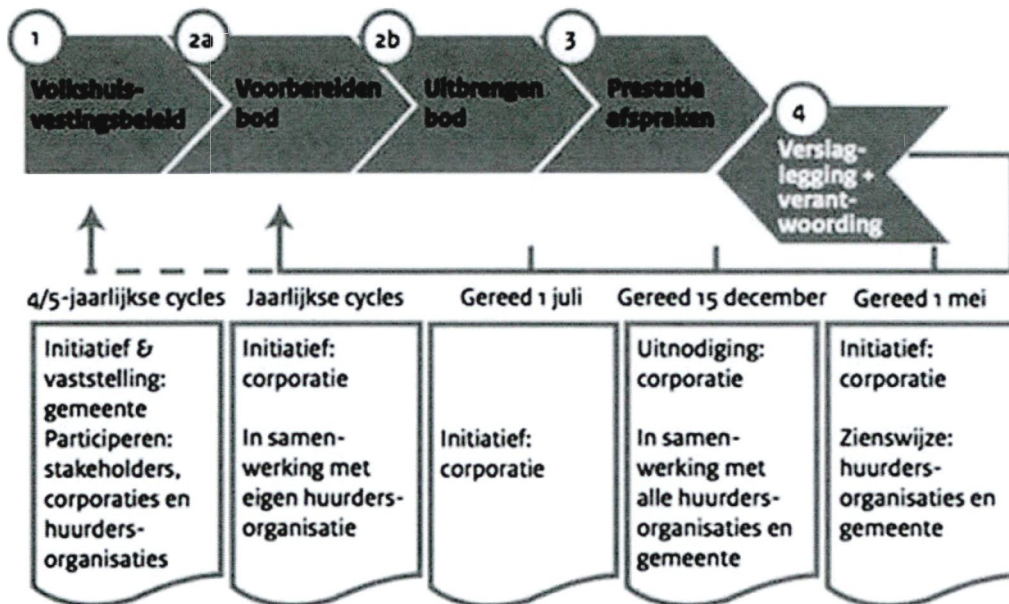 1
Volkshuis-
vestingsbeleid
2a
Voorbereiden
bod
2b
Uitbrengen
bod
3
Prestatie
afspraken
4
Verslag-
legging +
verant-
woording
4/5-jaarlijkse cycles
Initiatief &
vaststelling:
gemeente
Participeren:
stakeholders,
corporaties en
huurders-
organisaties
Jaarlijkse cycles
Initiatief:
corporatie
In samen-
werking met
eigen huurders-
organisatie
Gereed 1 juli
Initiatief:
corporatie
Gereed 15 december
Uitnodiging:
corporatie
In samen-
werking met
alle huurders-
organisaties en
gemeente
Gereed 1 mei
Initiatief:
corporatie
Zienswijze:
huurders-
organisaties en
gemeente